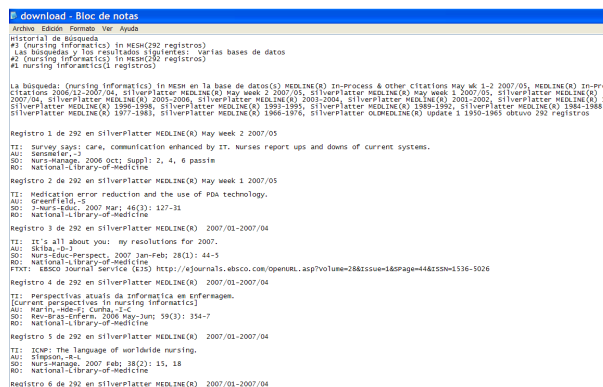 download - Bloc de notas
Archivo Edición Formato Ver Ayuda
Historial de Búsqueda
#3 (nursing informatics) in MESH(292 registros)
Las búsquedas y los resultados siguientes: Varias bases de datos
#2 (nursing informatics) in MESH(292 registros)
#1 nursing inforamtics(1 registros)
La búsqueda: (nursing informatics) in MESH en la base de datos(s) MEDLINE(R) In-Process & Other Citations May Wk 1-2 2007/05, MEDLINE(R) In-Pr
Citations 2006/12-2007/04, SilverPlatter MEDLINE(R) May Week 2 2007/05, SilverPlatter MEDLINE(R) May Week 1 2007/05, SilverPlatter MEDLINE(R)
2007/04, SilverPlatter MEDLINE(R) 2005-2006, SilverPlatter MEDLINE(R) 2003-2004, SilverPlatter MEDLINE(R) 2001-2002, SilverPlatter MEDLINE(R)
SilverPlatter MEDLINE(R) 1996-1998, SilverPlatter MEDLINE(R) 1993-1995, SilverPlatter MEDLINE(R) 1989-1992, SilverPlatter MEDLINE(R) 1984-1988
SilverPlatter MEDLINE(R) 1977-1983, SilverPlatter MEDLINE(R) 1966-1976, SilverPlatter OLDMEDLINE(R) Update 1 1950-1965 obtuvo 292 registros
Registro 1 de 292 en SilverPlatter MEDLINE(R) May Week 2 2007/05
TI: Survey says: care, communication enhanced by IT. Nurses report ups and downs of current systems.
AU: Sensmeier,-J
SO: Nurs-Manage. 2006 Oct; Suppl: 2, 4, 6 passim
RO: National-Library-of-Medicine
Registro 2 de 292 en SilverPlatter MEDLINE(R) May Week 1 2007/05
TI: Medication error reduction and the use of PDA technology.
AU: Greenfield,-S
SO: J-Nurs-Educ. 2007 Mar; 46(3): 127-31
RO: National-Library-of-Medicine
Registro 3 de 292 en SilverPlatter MEDLINE(R) 2007/01-2007/04
TI: It's all about you: my resolutions for 2007.
AU: Skiba,-D-J
SO: Nurs-Educ-Perspect. 2007 Jan-Feb; 28(1): 44-5
RO: National-Library-of-Medicine
FTXT: EBSCO Journal Service (EJS) http://ejournals.ebsco.com/OpenURL.asp?Volume=28&Issue=1&SPage=44&ISSN=1536-5026
Registro 4 de 292 en SilverPlatter MEDLINE(R) 2007/01-2007/04
TI: Perspectivas atuais da Informatica em Enfermagem.
[Current perspectives in nursing informatics]
AU: Marin,-Hde-F; Cunha,-I-C
SO: Rev-Bras-Enferm. 2006 May-Jun; 59(3): 354-7
RO: National-Library-of-Medicine
Registro 5 de 292 en SilverPlatter MEDLINE(R) 2007/01-2007/04
TI: ICNP: The language of worldwide nursing.
AU: Simpson,-R-L
SO: Nurs-Manage. 2007 Feb; 38(2): 15, 18
RO: National-Library-of-Medicine
Registro 6 de 292 en SilverPlatter MEDLINE(R) 2007/01-2007/04